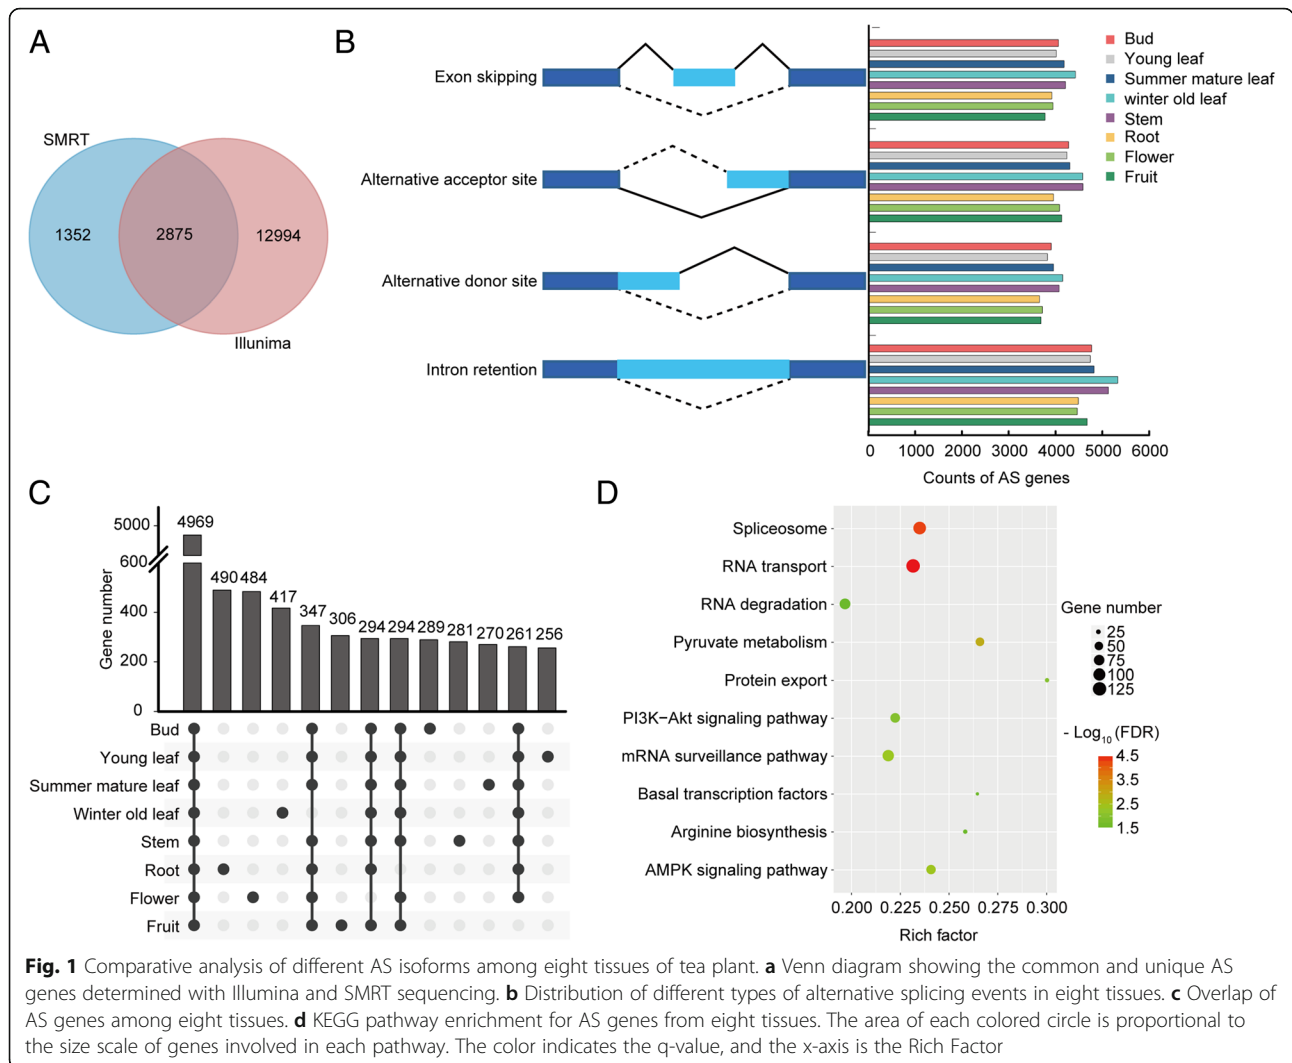 A
SMRT
1352
2875
12994
Illunima
B
Exon skipping
Alternative acceptor site
Alternative donor site
Intron retention
Bud
Young leaf
Summer mature leaf
winter old leaf
Stem
Root
Flower
Fruit
0 1000 2000 3000 4000 5000 6000
Counts of AS genes
C
Gene number
5000
600
400
200
0
4969 490 484 417 347 306 294 294 289 281 270 261 256
Bud
Young leaf
Summer mature leaf
Winter old leaf
Stem
Root
Flower
Fruit
D
Spliceosome
RNA transport
RNA degradation
Pyruvate metabolism
Protein export
PI3K−Akt signaling pathway
mRNA surveillance pathway
Basal transcription factors
Arginine biosynthesis
AMPK signaling pathway
0.200 0.225 0.250 0.275 0.300
Rich factor
Gene number
25
50
75
100
125
- Log10 (FDR)
4.5
3.5
2.5
1.5
Fig. 1 Comparative analysis of different AS isoforms among eight tissues of tea plant. a Venn diagram showing the common and unique AS
genes determined with Illumina and SMRT sequencing. b Distribution of different types of alternative splicing events in eight tissues. c Overlap of
AS genes among eight tissues. d KEGG pathway enrichment for AS genes from eight tissues. The area of each colored circle is proportional to
the size scale of genes involved in each pathway. The color indicates the q-value, and the x-axis is the Rich Factor